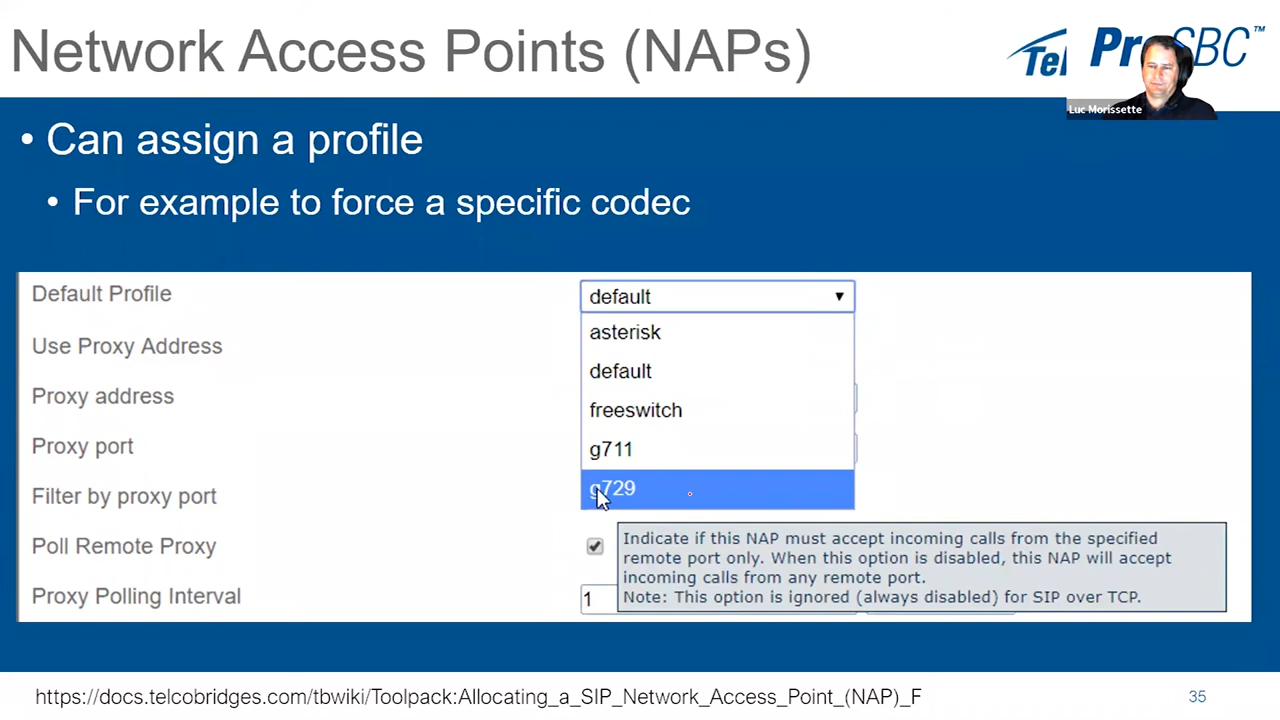 Network Access Points (NAPs)
Tel
ProSBC™
Luc Morissette
• Can assign a profile
• For example to force a specific codec
Default Profile
default
Use Proxy Address
asterisk
default
Proxy address
freeswitch
Proxy port
g711
Filter by proxy port
g729
Poll Remote Proxy
Indicate if this NAP must accept incoming calls from the specified
remote port only. When this option is disabled, this NAP will accept
incoming calls from any remote port.
Note: This option is ignored (always disabled) for SIP over TCP.
Proxy Polling Interval
1
https://docs.telcobridges.com/tbwiki/Toolpack:Allocating_a_SIP_Network_Access_Point_(NAP)_F
35